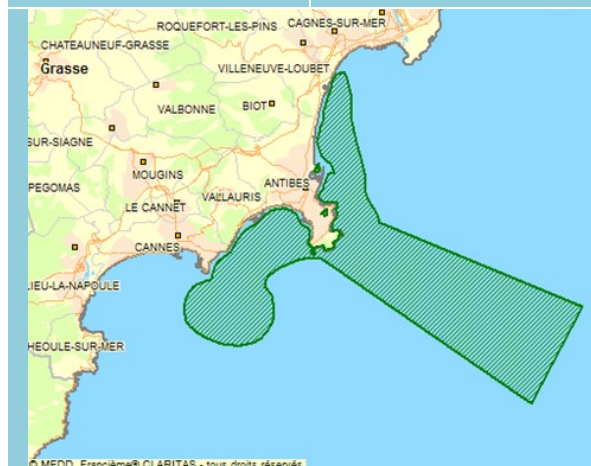 ROQUEFORT-LES-PINS
CAGNES-SUR-MER
CHATEAUNEUF-GRASSE
Grasse
VILLENEUVE-LOUBET
BIOT
VALBONNE
SUR-SIAGNE
MOUGINS
ANTIBES
PEGOMAS
VALLAURIS
LE CANNET
CANNES
LIEU-LA-NAPOULE
HEOULE-SUR-MER
© MEDD, Francième® CLARITAS - tous droits réservés